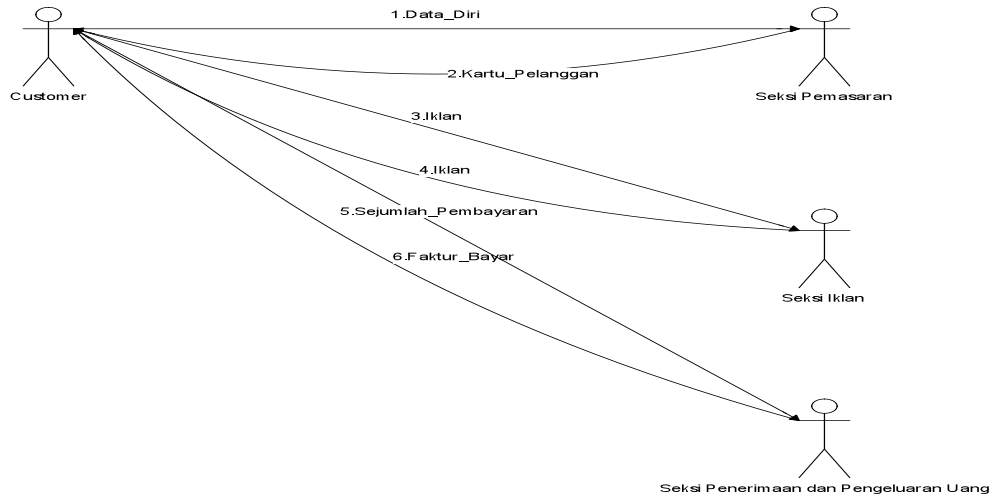 1.Data_Diri
2.Kartu_Pelanggan
Customer
Seksi Pemasaran
3.Iklan
4.Iklan
5.Sejumlah_Pembayaran
6.Faktur_Bayar
Seksi Iklan
Seksi Penerimaan dan Pengeluaran Uang